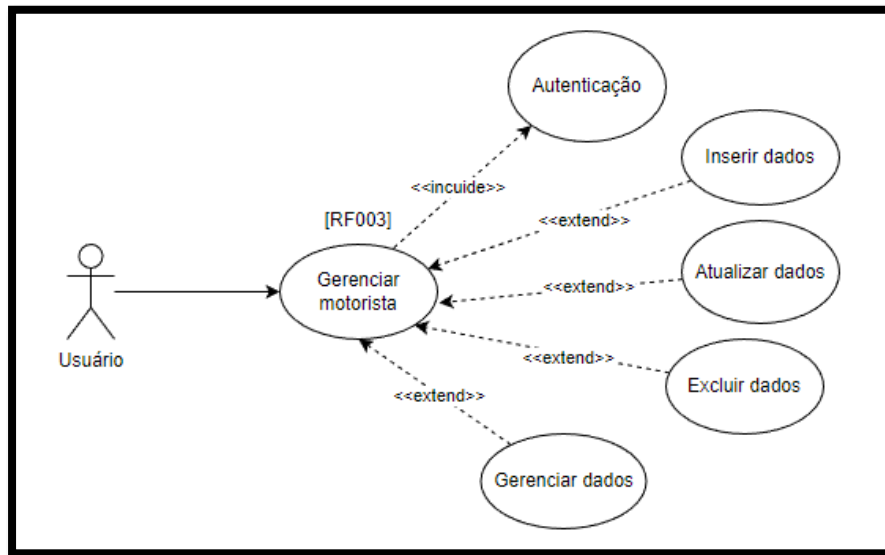 Autenticação
Inserir dados
<<incuide>>
<<extend>>
[RF003]
Gerenciar
motorista
Atualizar dados
<<extend>>
Usuário
<<extend>>
Excluir dados
<<extend>>
Gerenciar dados